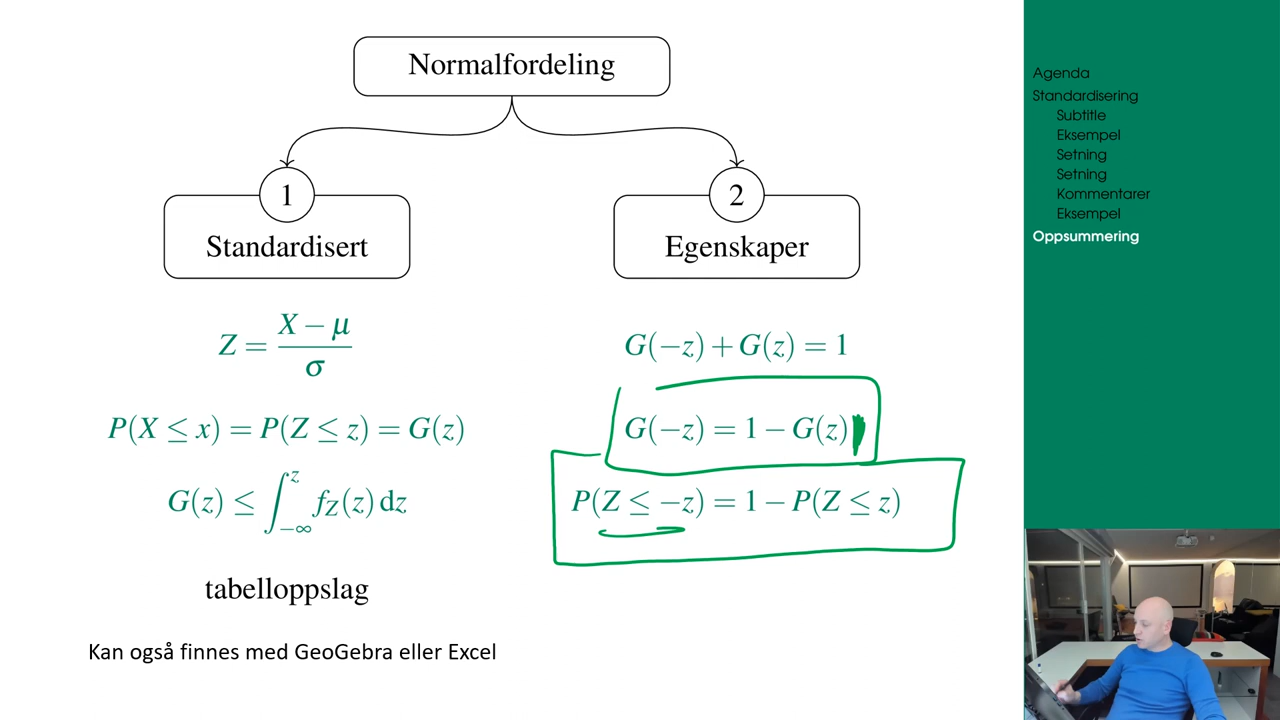 Normalfordeling
1
Standardisert
Z = (X − μ)/σ
P(X ≤ x) = P(Z ≤ z) = G(z)
G(z) ≤ ∫_{−∞}^{z} f_Z(z) dz
tabelloppslag
Kan også finnes med GeoGebra eller Excel
2
Egenskaper
G(−z) + G(z) = 1
G(−z) = 1 − G(z)
P(Z ≤ −z) = 1 − P(Z ≤ z)
Agenda
Standardisering
Subtitle
Eksempel
Setning
Setning
Kommentarer
Eksempel
Oppsummering